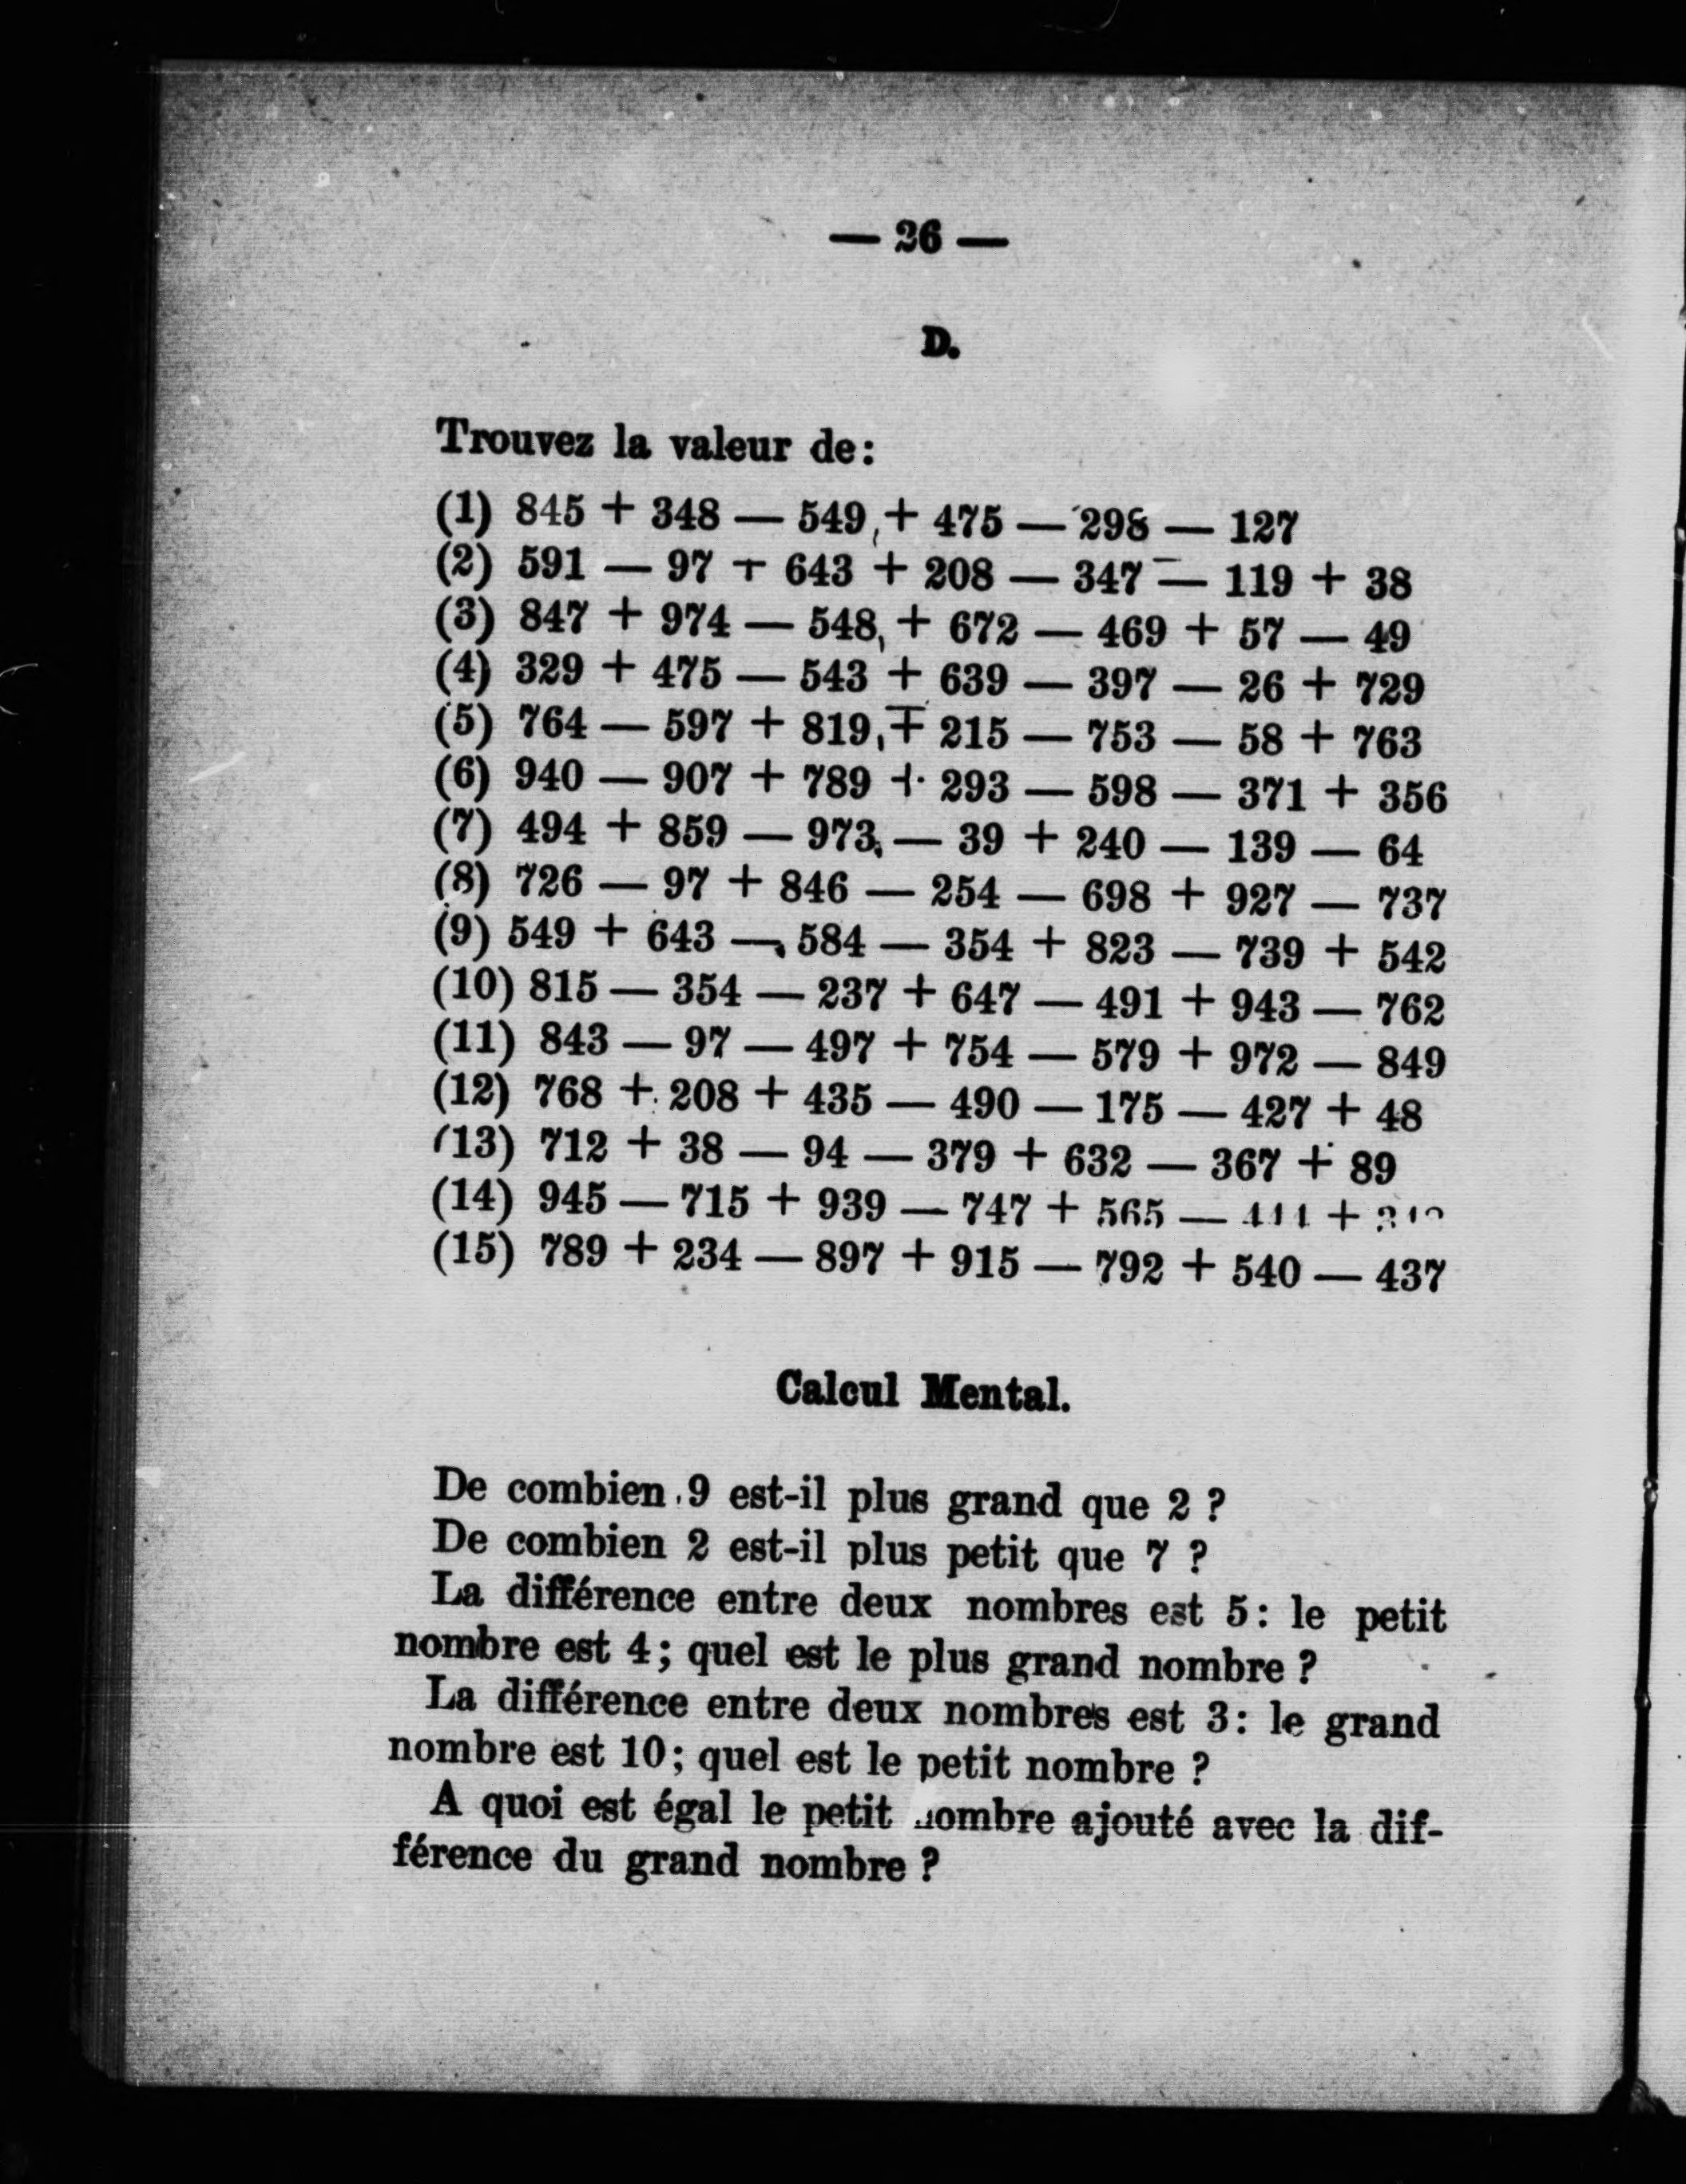 — 26 —
D.
Trouvez la valeur de:
(1) 845 + 348 — 549 + 475 — 298 — 127
(2) 591 — 97 + 643 + 208 — 347 — 119 + 38
(3) 847 + 974 — 548 + 672 — 469 + 57 — 49
(4) 329 + 475 — 543 + 639 — 397 — 26 + 729
(5) 764 — 597 + 819 + 215 — 753 — 58 + 763
(6) 940 — 907 + 789 + 293 — 598 — 371 + 356
(7) 494 + 859 — 973 — 39 + 240 — 139 — 64
(8) 726 — 97 + 846 — 254 — 698 + 927 — 737
(9) 549 + 643 — 584 — 354 + 823 — 739 + 542
(10) 815 — 354 — 237 + 647 — 491 + 943 — 762
(11) 843 — 97 — 497 + 754 — 579 + 972 — 849
(12) 768 + 208 + 435 — 490 — 175 — 427 + 48
(13) 712 + 38 — 94 — 379 + 632 — 367 + 89
(14) 945 — 715 + 939 — 747 + 565 — +
(15) 789 + 234 — 897 + 915 — 792 + 540 — 437
Calcul Mental.
De combien 9 est-il plus grand que 2 ?
De combien 2 est-il plus petit que 7 ?
La différence entre deux nombres est 5: le petit
nombre est 4; quel est le plus grand nombre ?
La différence entre deux nombres est 3: le grand
nombre est 10; quel est le petit nombre ?
A quoi est égal le petit nombre ajouté avec la dif-
férence du grand nombre ?